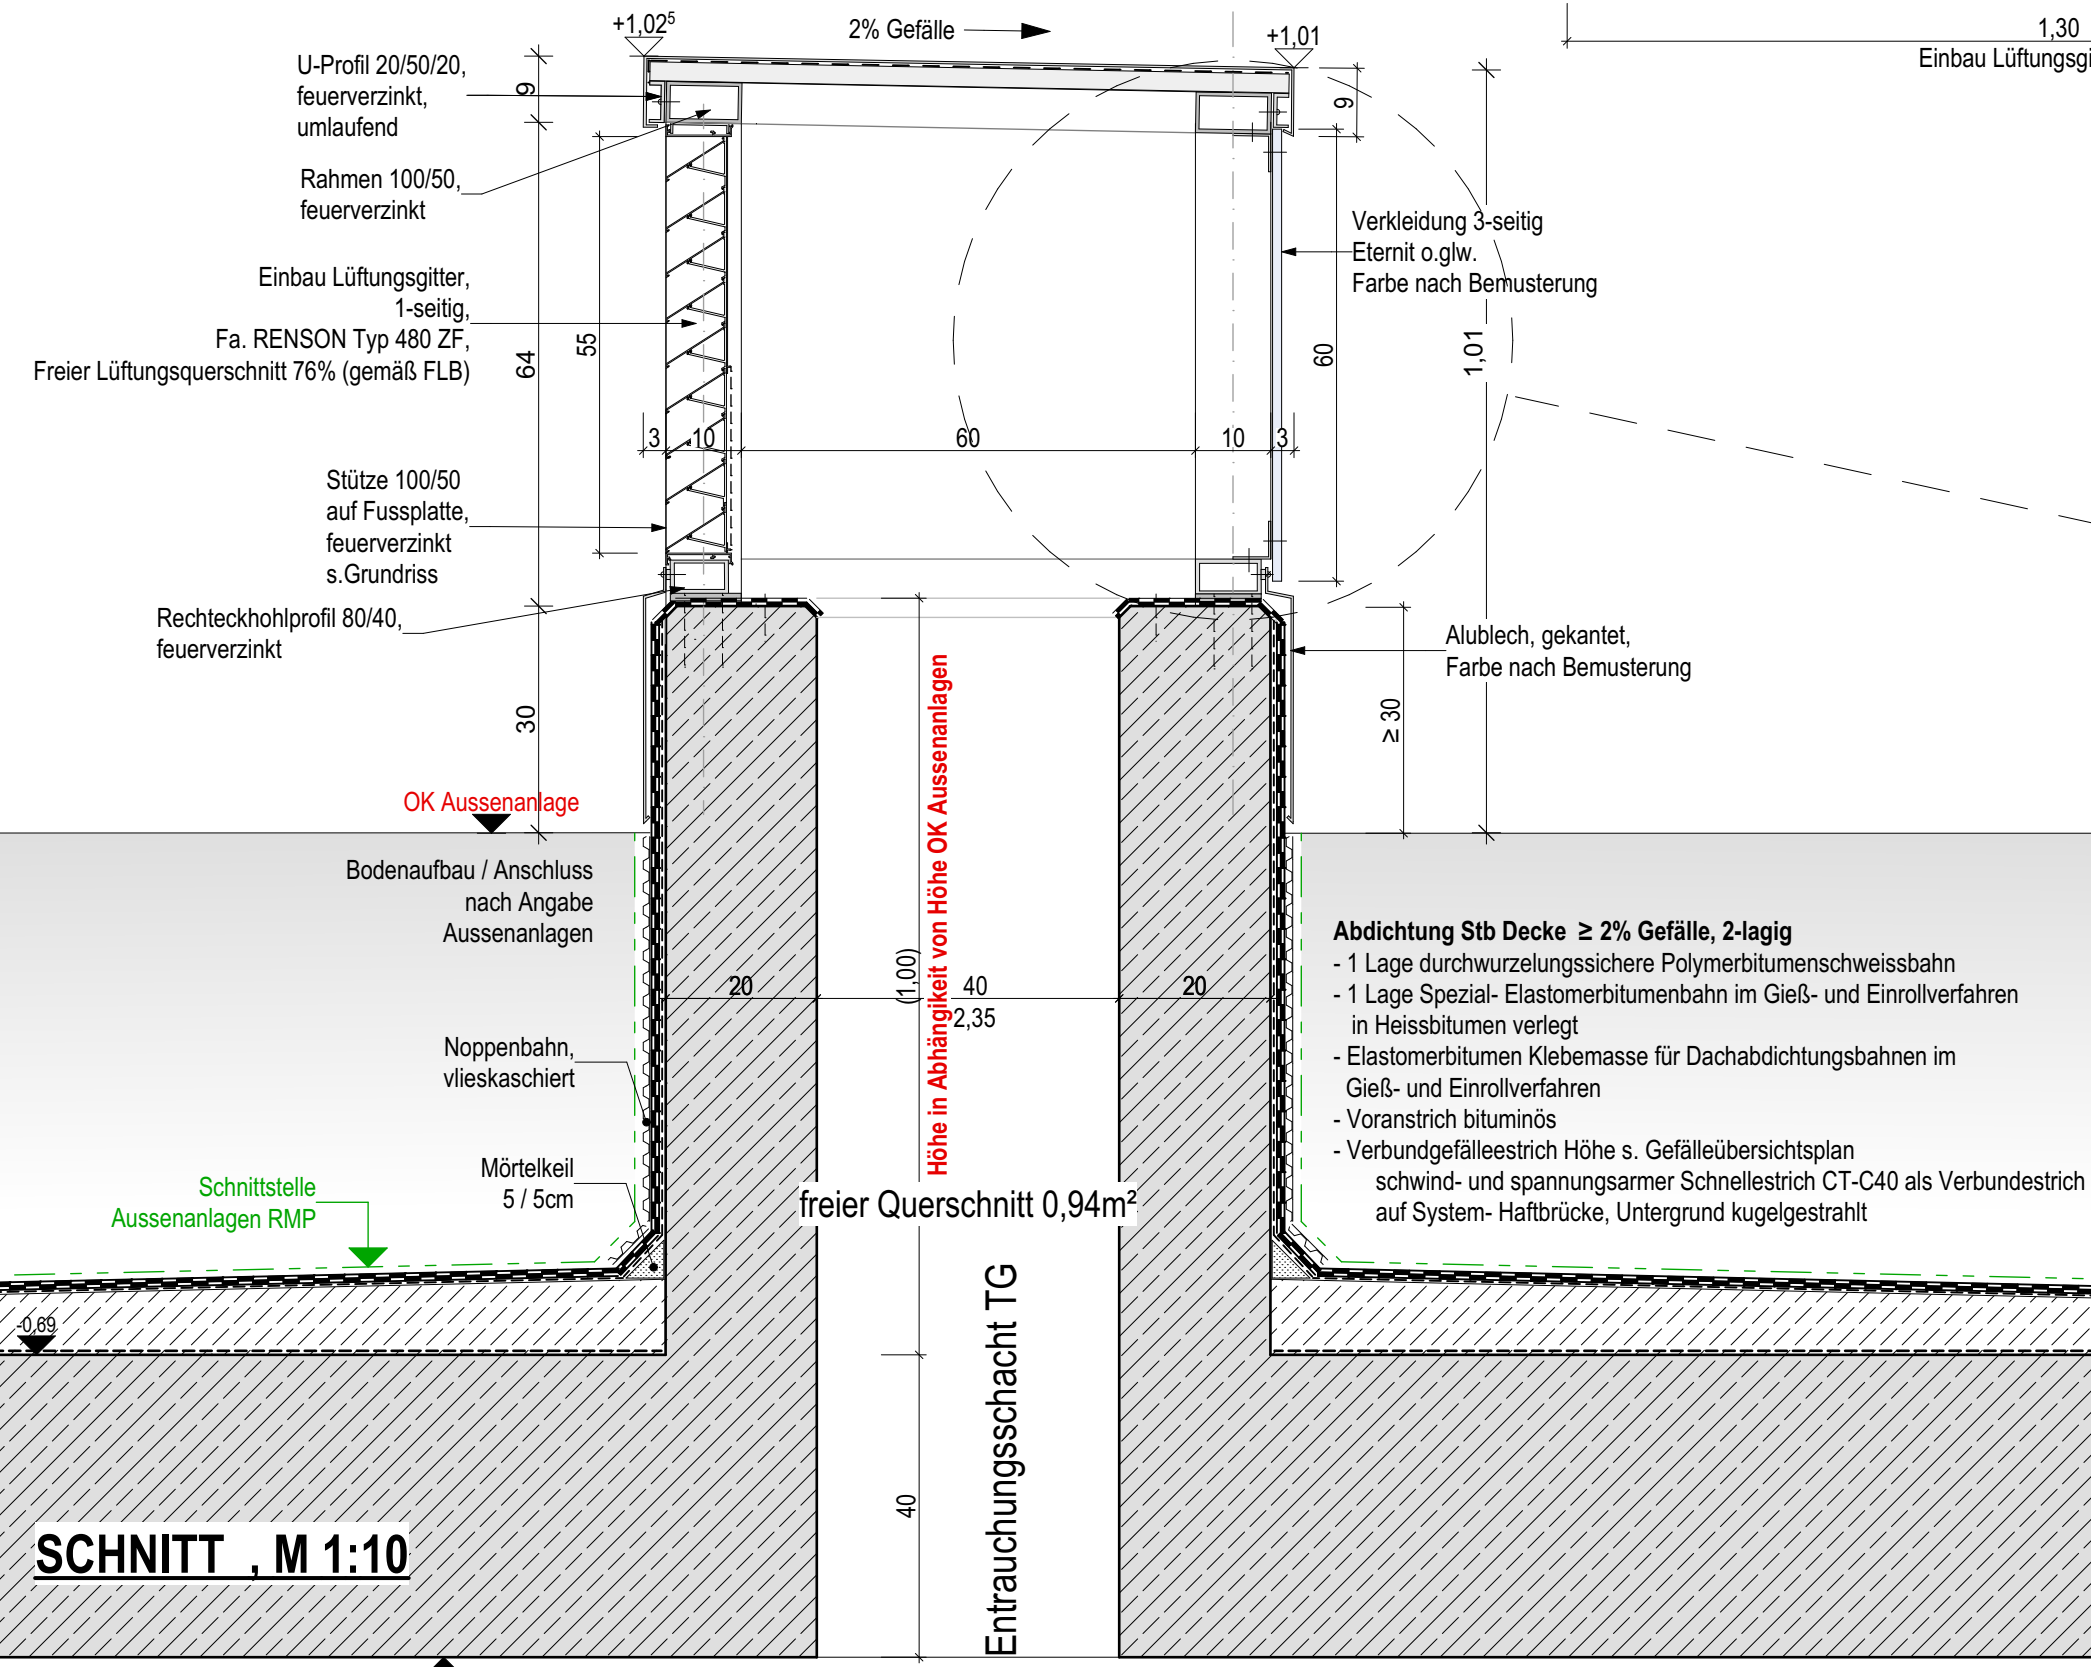 +1,02⁵
2% Gefälle
+1,01
1,30
Einbau Lüftungsgi
U-Profil 20/50/20,
feuerverzinkt,
umlaufend
9
9
Rahmen 100/50,
feuerverzinkt
Verkleidung 3-seitig
Eternit o.glw.
Farbe nach Bemusterung
Einbau Lüftungsgitter,
1-seitig,
Fa. RENSON Typ 480 ZF,
Freier Lüftungsquerschnitt 76% (gemäß FLB)
64
55
60
1,01
3
10
60
10
3
Stütze 100/50
auf Fussplatte,
feuerverzinkt
s.Grundriss
Rechteckhohlprofil 80/40,
feuerverzinkt
Alublech, gekantet,
Farbe nach Bemusterung
30
≥ 30
Höhe in Abhängigkeit von Höhe OK Aussenanlagen
OK Aussenanlage
Bodenaufbau / Anschluss
nach Angabe
Aussenanlagen
Abdichtung Stb Decke ≥ 2% Gefälle, 2-lagig
- 1 Lage durchwurzelungssichere Polymerbitumenschweissbahn
- 1 Lage Spezial- Elastomerbitumenbahn im Gieß- und Einrollverfahren
in Heissbitumen verlegt
- Elastomerbitumen Klebemasse für Dachabdichtungsbahnen im
Gieß- und Einrollverfahren
- Voranstrich bituminös
- Verbundgefälleestrich Höhe s. Gefälleübersichtsplan
schwind- und spannungsarmer Schnellestrich CT-C40 als Verbundestrich
auf System- Haftbrücke, Untergrund kugelgestrahlt
(1,00)
20
40
20
2,35
Noppenbahn,
vlieskaschiert
Mörtelkeil
5 / 5cm
Schnittstelle
Aussenanlagen RMP
freier Querschnitt 0,94m²
-0,69
Entrauchungsschacht TG
40
SCHNITT , M 1:10